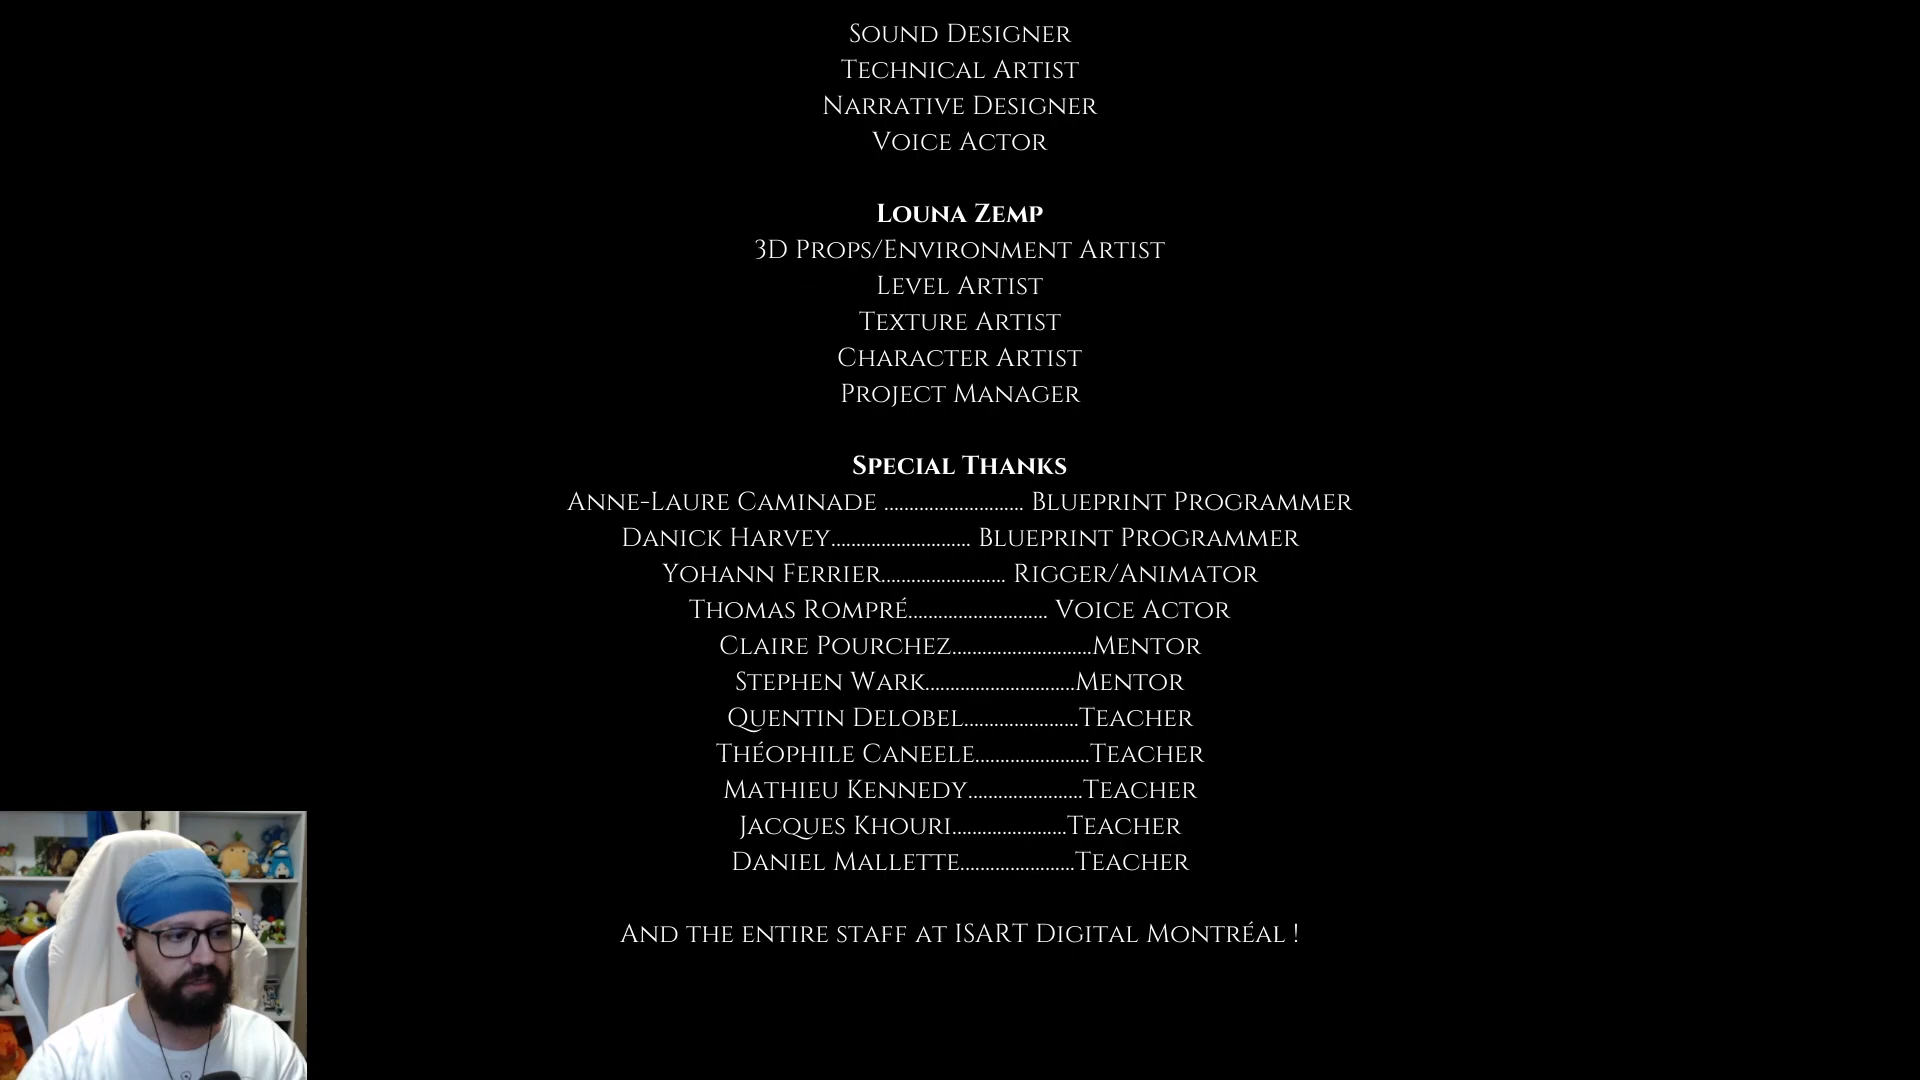 Sound Designer
Technical Artist
Narrative Designer
Voice Actor
Louna Zemp
3D Props/Environment Artist
Level Artist
Texture Artist
Character Artist
Project Manager
Special Thanks
Anne-Laure Caminade ............................ Blueprint Programmer
Danick Harvey............................ Blueprint Programmer
Yohann Ferrier......................... Rigger/Animator
Thomas Rompré............................ Voice Actor
Claire Pourchez............................Mentor
Stephen Wark..............................Mentor
Quentin Delobel.......................Teacher
Théophile Caneele.......................Teacher
Mathieu Kennedy.......................Teacher
Jacques Khouri.......................Teacher
Daniel Mallette.......................Teacher
And the entire staff at ISART Digital Montréal !